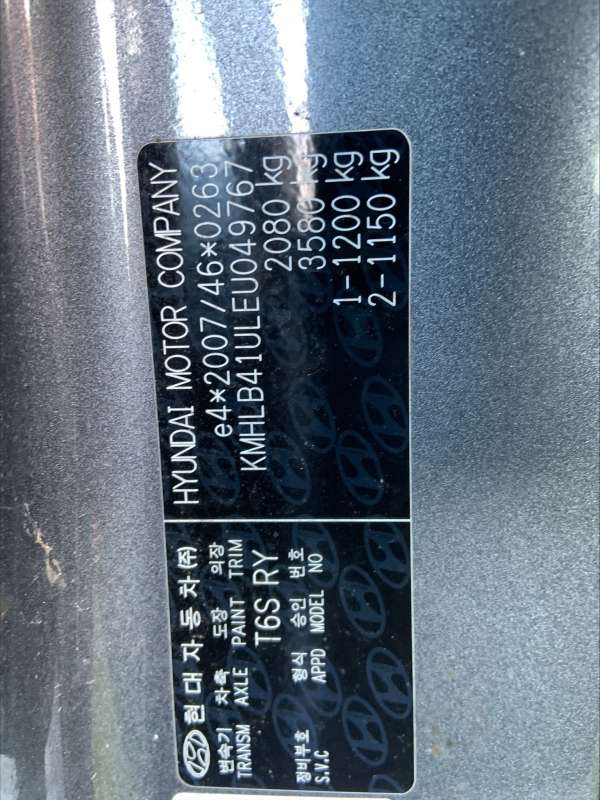 현대자동차(주)
HYUNDAI MOTOR COMPANY
변속기 차축 도장 의장
TRANSM AXLE PAINT TRIM
e4*2007/46*0263
KMHLB41ULEU049767
T6S RY
2080 kg
3580 kg
장비부호 형식 승인 번호
S.V.C APPD MODEL NO
1-1200 kg
2-1150 kg